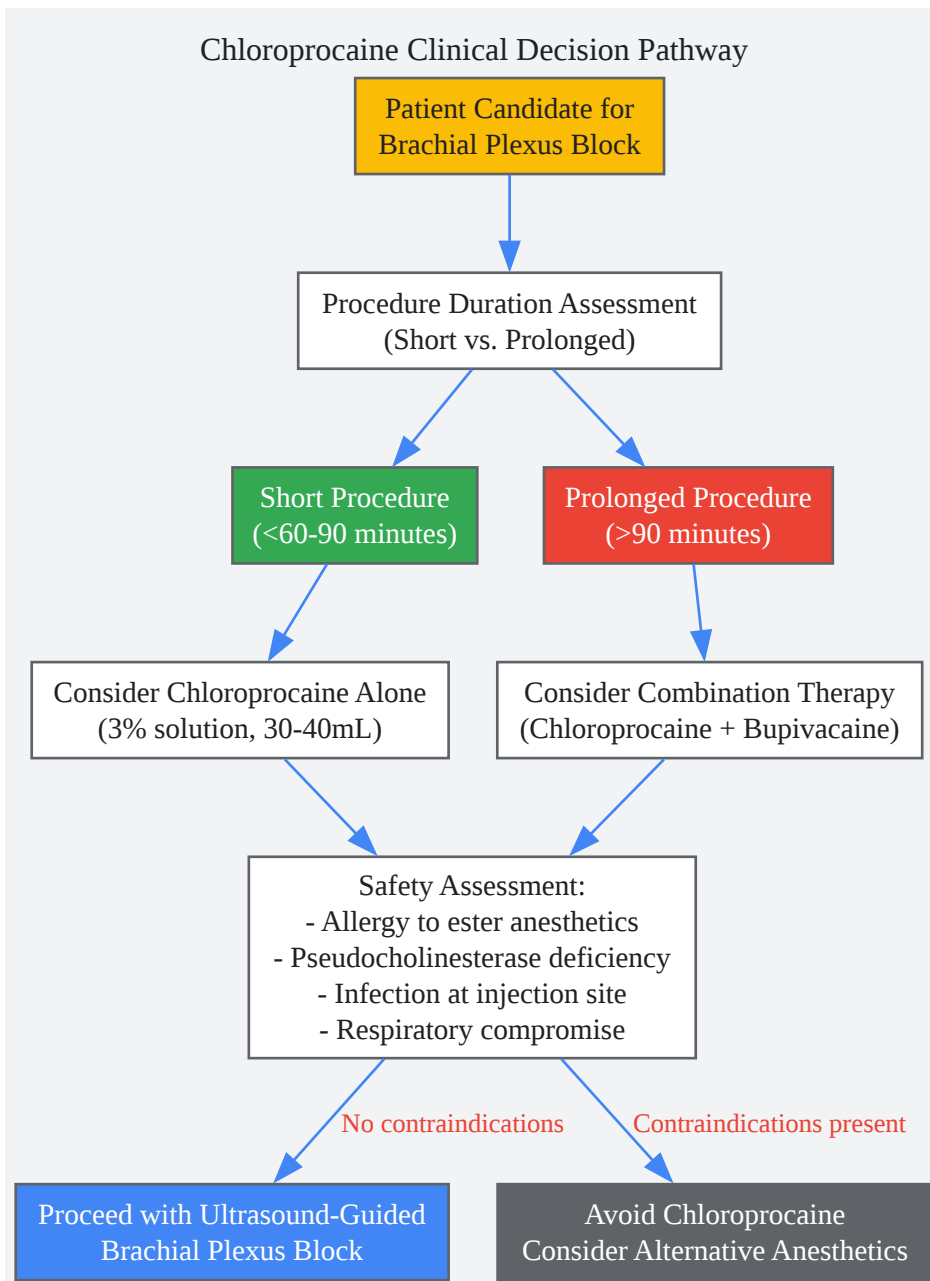 Chloroprocaine Clinical Decision Pathway
Patient Candidate for
Brachial Plexus Block
Procedure Duration Assessment
(Short vs. Prolonged)
Short Procedure
(<60-90 minutes)
Prolonged Procedure
(>90 minutes)
Consider Chloroprocaine Alone
(3% solution, 30-40mL)
Consider Combination Therapy
(Chloroprocaine + Bupivacaine)
Safety Assessment:
- Allergy to ester anesthetics
- Pseudocholinesterase deficiency
- Infection at injection site
- Respiratory compromise
No contraindications
Contraindications present
Proceed with Ultrasound-Guided
Brachial Plexus Block
Avoid Chloroprocaine
Consider Alternative Anesthetics